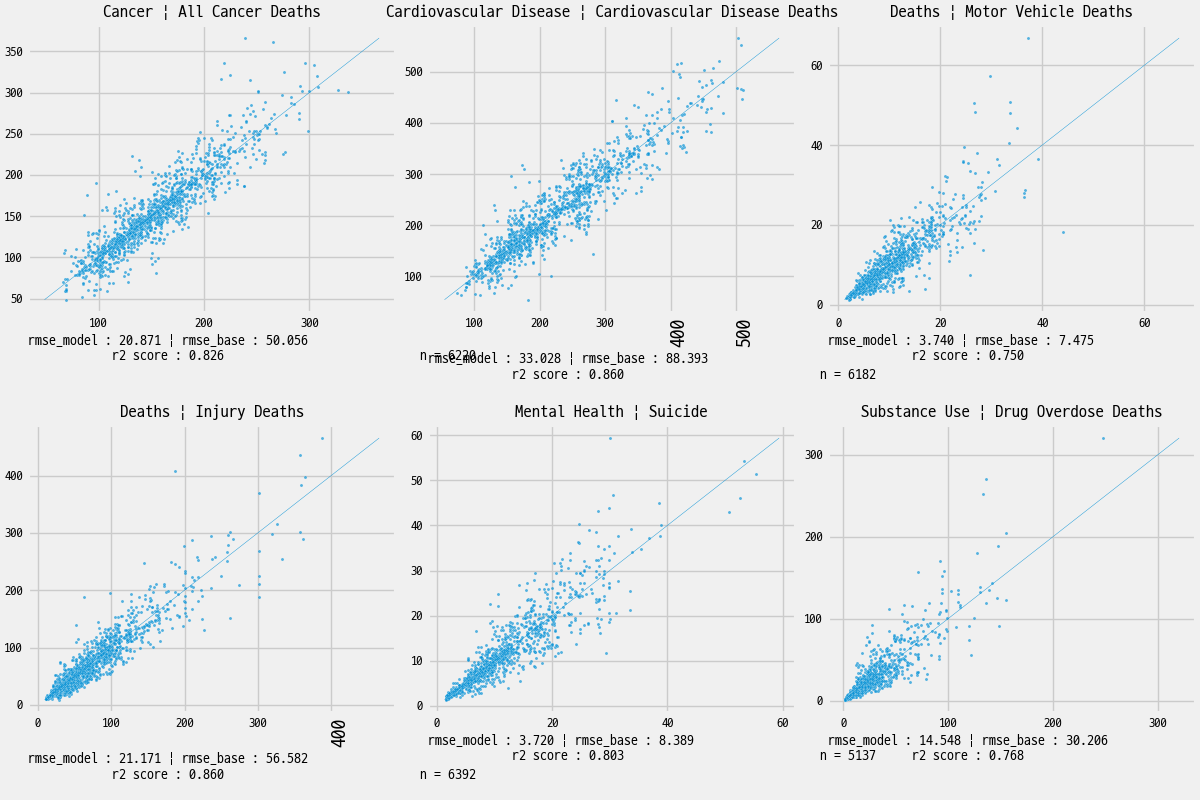 Cancer ¦ All Cancer Deaths
350
300
250
200
150
100
50
100 200 300
rmse_model : 20.871 ¦ rmse_base : 50.056
r2 score : 0.826
Cardiovascular Disease ¦ Cardiovascular Disease Deaths
500
400
300
200
100
100 200 300 400 500
n = 6220
rmse_model : 33.028 ¦ rmse_base : 88.393
r2 score : 0.860
Deaths ¦ Motor Vehicle Deaths
60
40
20
0
0 20 40 60
rmse_model : 3.740 ¦ rmse_base : 7.475
r2 score : 0.750
n = 6182
Deaths ¦ Injury Deaths
400
300
200
100
0
0 100 200 300 400
rmse_model : 21.171 ¦ rmse_base : 56.582
r2 score : 0.860
Mental Health ¦ Suicide
60
50
40
30
20
10
0
0 20 40 60
rmse_model : 3.720 ¦ rmse_base : 8.389
r2 score : 0.803
n = 6392
Substance Use ¦ Drug Overdose Deaths
300
200
100
0
0 100 200 300
rmse_model : 14.548 ¦ rmse_base : 30.206
n = 5137 r2 score : 0.768